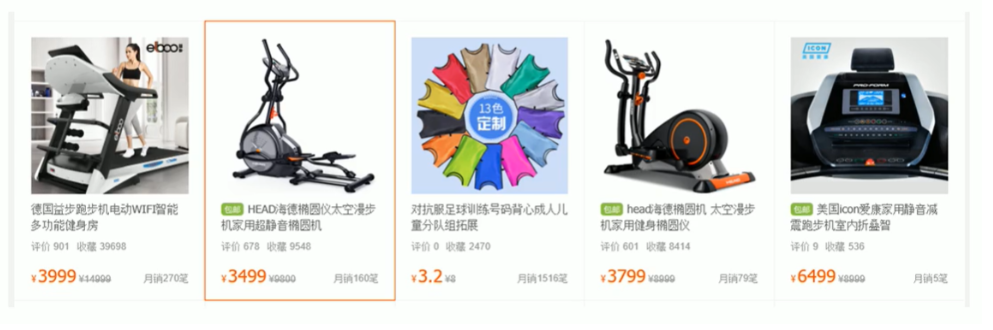 elboo
13色
定制
ICON
PRO-FORM
德国益步跑步机电动WIFI智能
多功能健身房
评价 901 收藏 39698
¥3999 ¥14999 月销270笔
包邮 HEAD海德椭圆仪太空漫步
机家用超静音椭圆机
评价 678 收藏 9548
¥3499 ¥9800 月销160笔
对抗服足球训练号码背心成人儿
童分队组拓展
评价 0 收藏 2470
¥3.2 ¥8 月销1516笔
包邮 head海德椭圆机 太空漫步
机家用健身椭圆仪
评价 601 收藏 8414
¥3799 ¥8999 月销79笔
包邮 美国icon爱康家用静音减
震跑步机室内折叠智
评价 9 收藏 536
¥6499 ¥8999 月销5笔